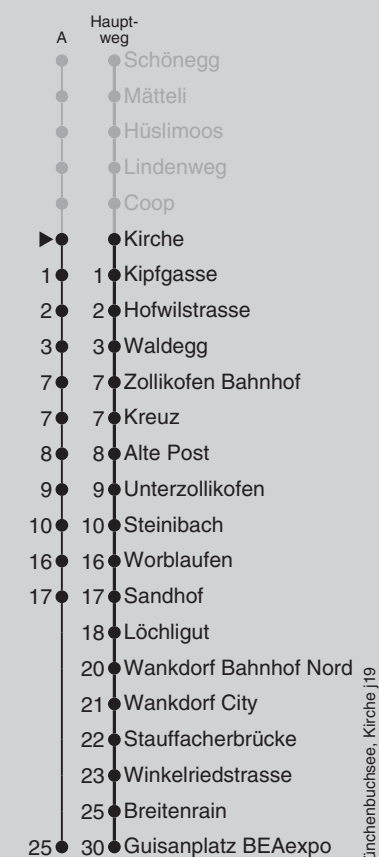 A Haupt-
weg
Schönegg
Mätteli
Hüslimoos
Lindenweg
Coop
Kirche
1 1 Kipfgasse
2 2 Hofwilstrasse
3 3 Waldegg
7 7 Zollikofen Bahnhof
7 7 Kreuz
8 8 Alte Post
9 9 Unterzollikofen
10 10 Steinibach
16 16 Worblaufen
17 17 Sandhof
18 Löchligut
20 Wankdorf Bahnhof Nord
21 Wankdorf City
22 Stauffacherbrücke
23 Winkelriedstrasse
25 Breitenrain
25 30 Guisanplatz BEAexpo
Kirche j19